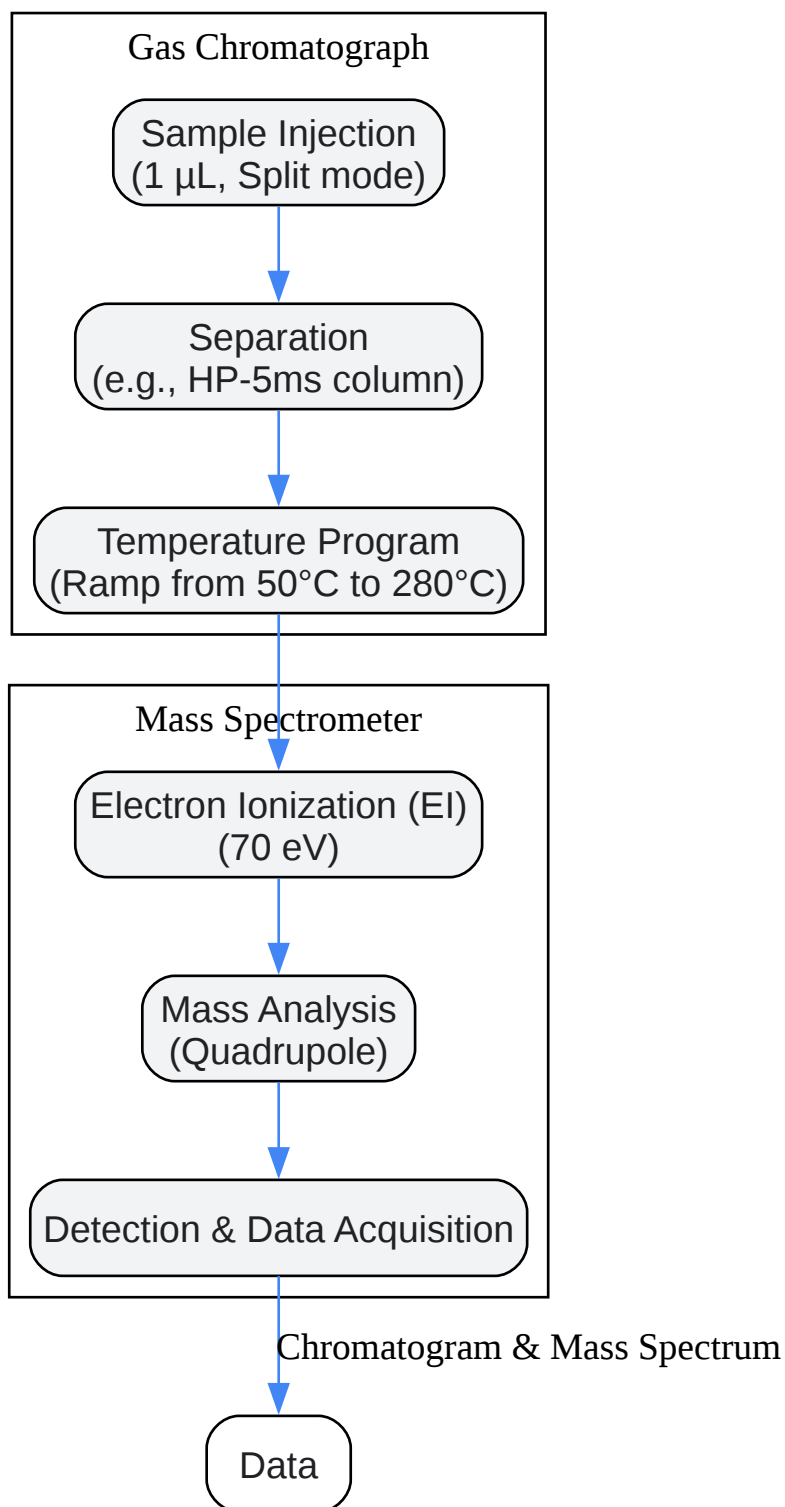 Gas Chromatograph
Sample Injection
(1 µL, Split mode)
Separation
(e.g., HP-5ms column)
Temperature Program
(Ramp from 50°C to 280°C)
Mass Spectrometer
Electron Ionization (EI)
(70 eV)
Mass Analysis
(Quadrupole)
Detection & Data Acquisition
Chromatogram & Mass Spectrum
Data